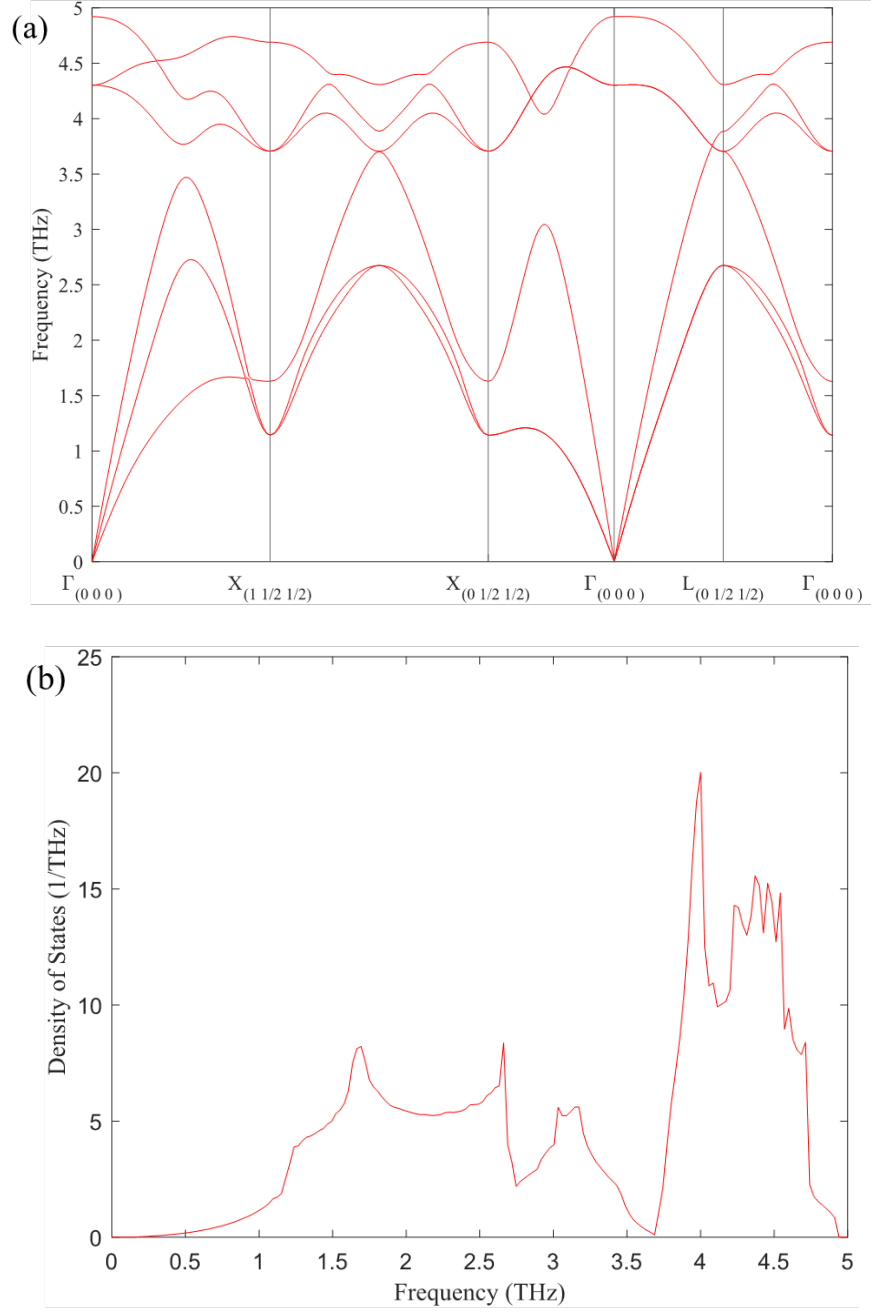 (a)
5
4.5
4
3.5
3
2.5
2
1.5
1
0.5
0
Frequency (THz)
Γ(0 0 0 ) X(1 1/2 1/2) X(0 1/2 1/2) Γ(0 0 0 ) L(0 1/2 1/2) Γ(0 0 0 )
(b)
25
20
15
10
5
0
Density of States (1/THz)
0 0.5 1 1.5 2 2.5 3 3.5 4 4.5 5
Frequency (THz)